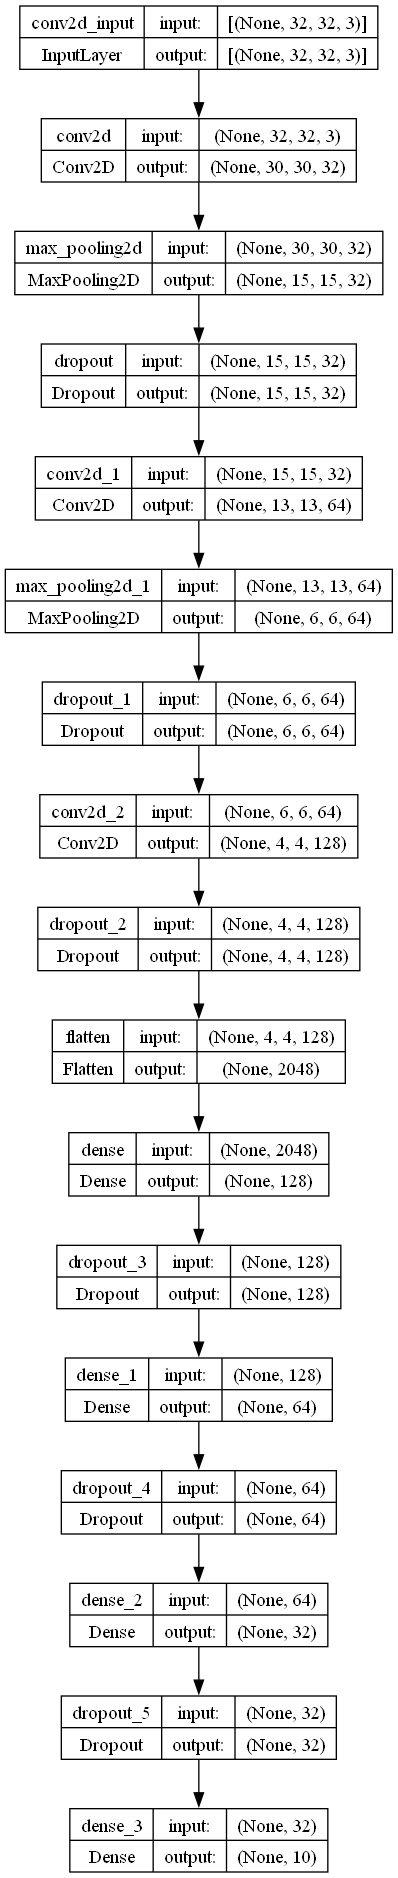 conv2d_input input: [(None, 32, 32, 3)]
InputLayer output: [(None, 32, 32, 3)]
conv2d input: (None, 32, 32, 3)
Conv2D output: (None, 30, 30, 32)
max_pooling2d input: (None, 30, 30, 32)
MaxPooling2D output: (None, 15, 15, 32)
dropout input: (None, 15, 15, 32)
Dropout output: (None, 15, 15, 32)
conv2d_1 input: (None, 15, 15, 32)
Conv2D output: (None, 13, 13, 64)
max_pooling2d_1 input: (None, 13, 13, 64)
MaxPooling2D output: (None, 6, 6, 64)
dropout_1 input: (None, 6, 6, 64)
Dropout output: (None, 6, 6, 64)
conv2d_2 input: (None, 6, 6, 64)
Conv2D output: (None, 4, 4, 128)
dropout_2 input: (None, 4, 4, 128)
Dropout output: (None, 4, 4, 128)
flatten input: (None, 4, 4, 128)
Flatten output: (None, 2048)
dense input: (None, 2048)
Dense output: (None, 128)
dropout_3 input: (None, 128)
Dropout output: (None, 128)
dense_1 input: (None, 128)
Dense output: (None, 64)
dropout_4 input: (None, 64)
Dropout output: (None, 64)
dense_2 input: (None, 64)
Dense output: (None, 32)
dropout_5 input: (None, 32)
Dropout output: (None, 32)
dense_3 input: (None, 32)
Dense output: (None, 10)